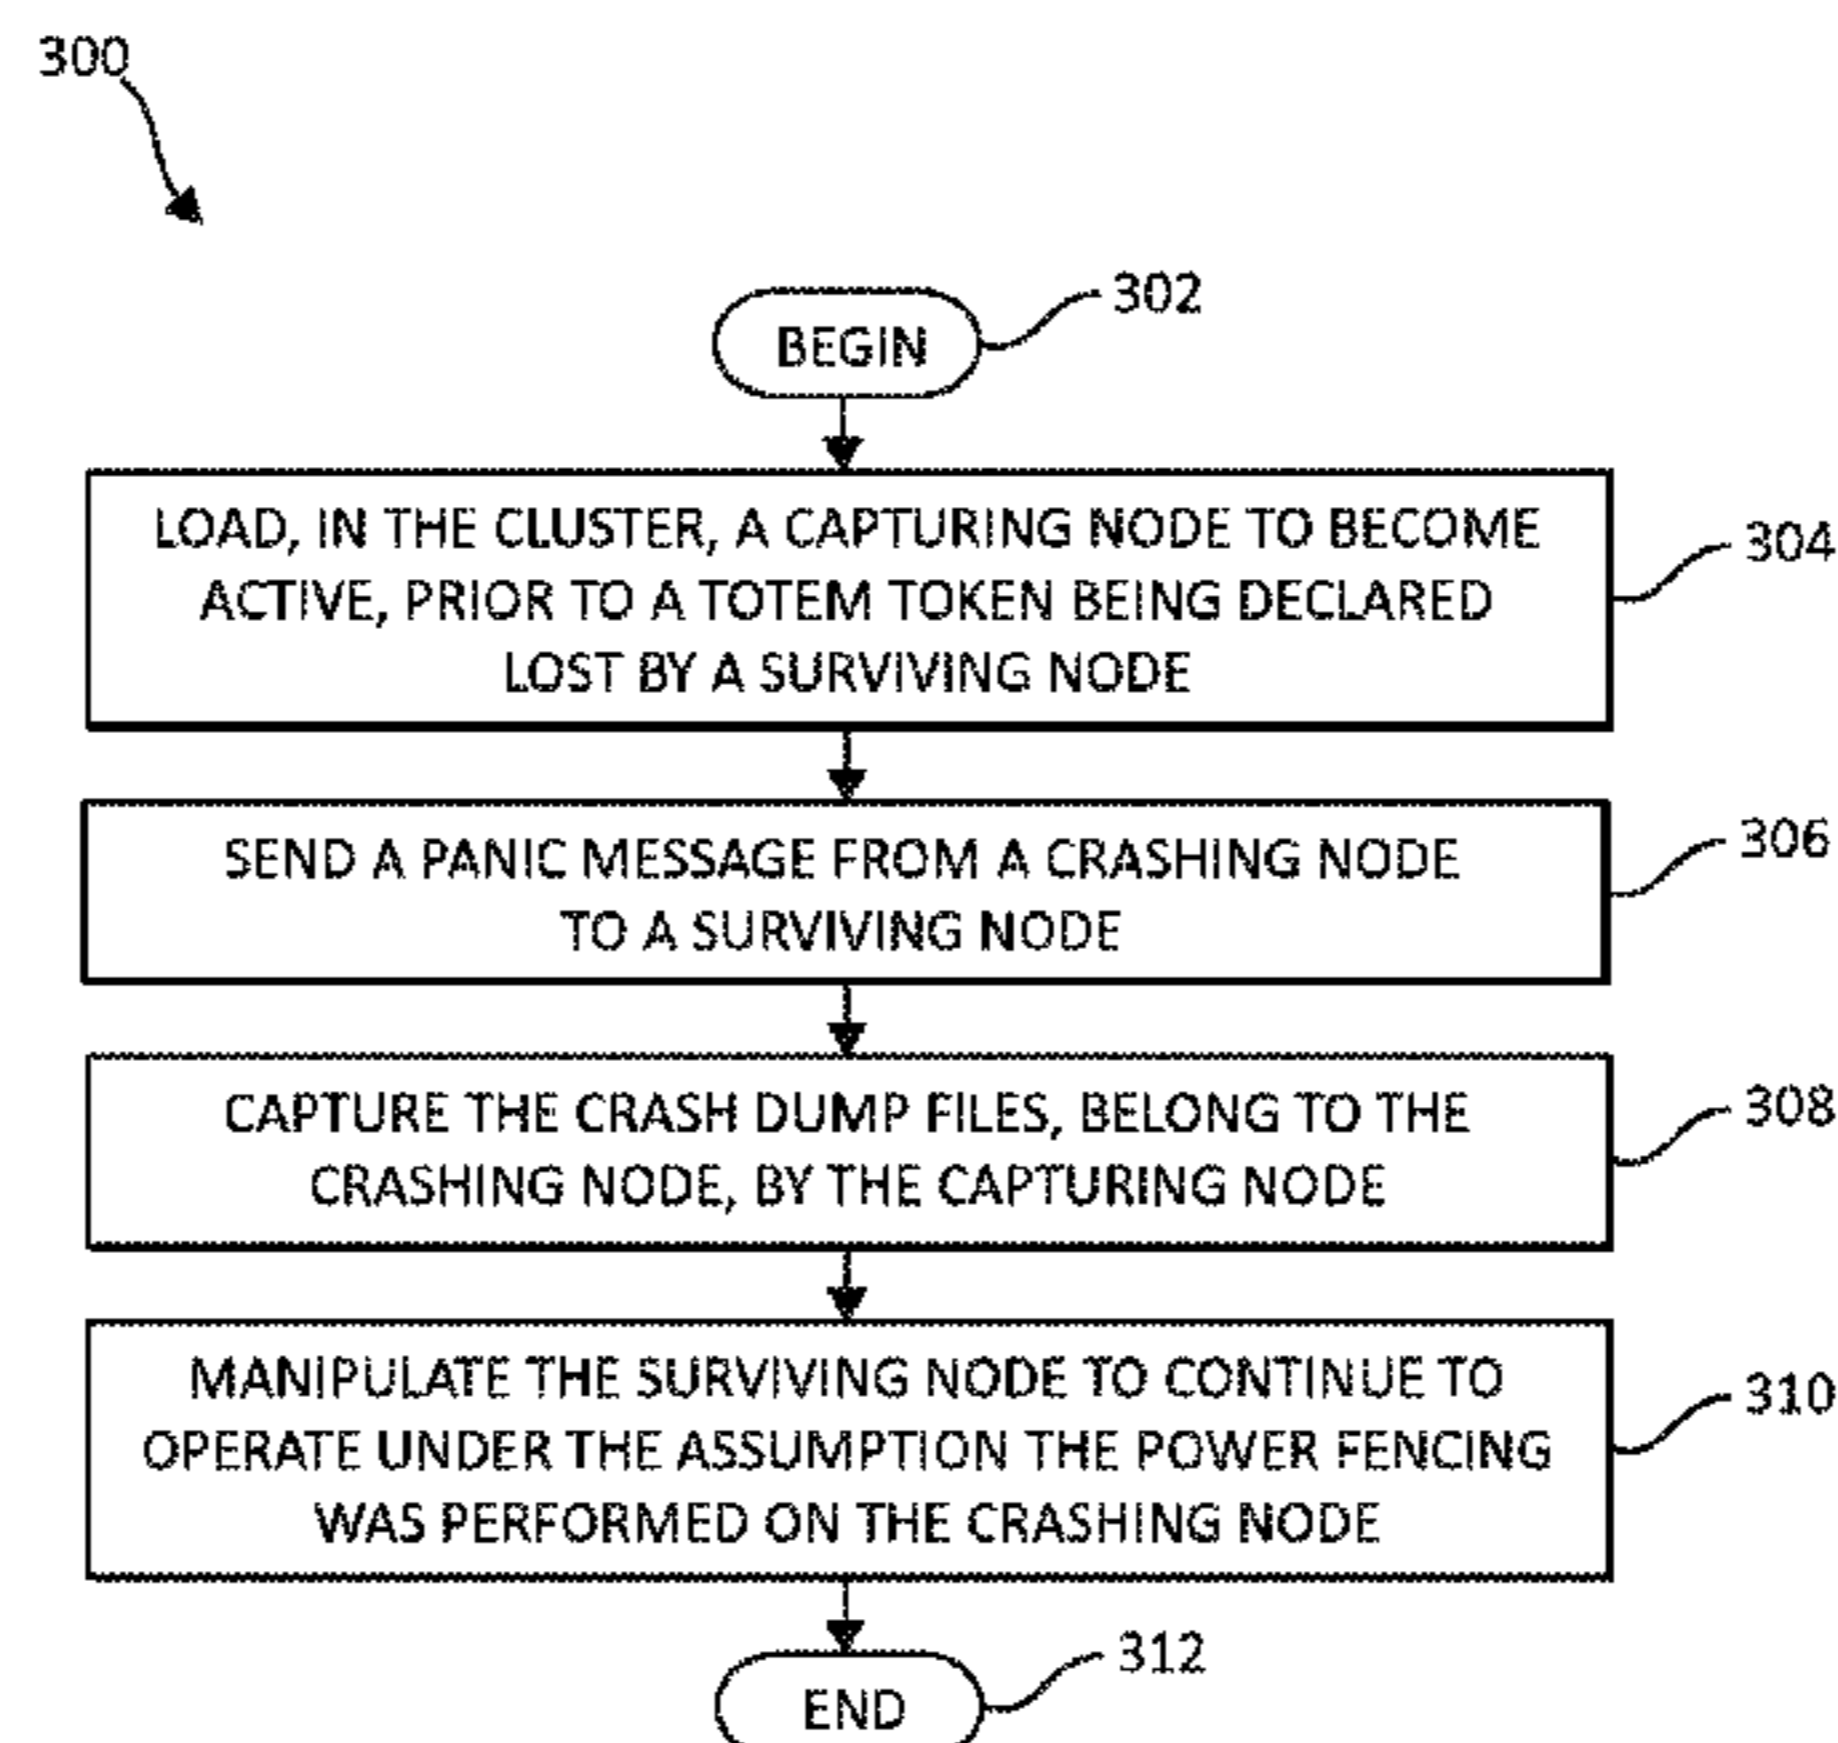 300
302
BEGIN
LOAD, IN THE CLUSTER, A CAPTURING NODE TO BECOME
ACTIVE, PRIOR TO A TOTEM TOKEN BEING DECLARED
LOST BY A SURVIVING NODE
304
SEND A PANIC MESSAGE FROM A CRASHING NODE
TO A SURVIVING NODE
306
CAPTURE THE CRASH DUMP FILES, BELONG TO THE
CRASHING NODE, BY THE CAPTURING NODE
308
MANIPULATE THE SURVIVING NODE TO CONTINUE TO
OPERATE UNDER THE ASSUMPTION THE POWER FENCING
WAS PERFORMED ON THE CRASHING NODE
310
312
END